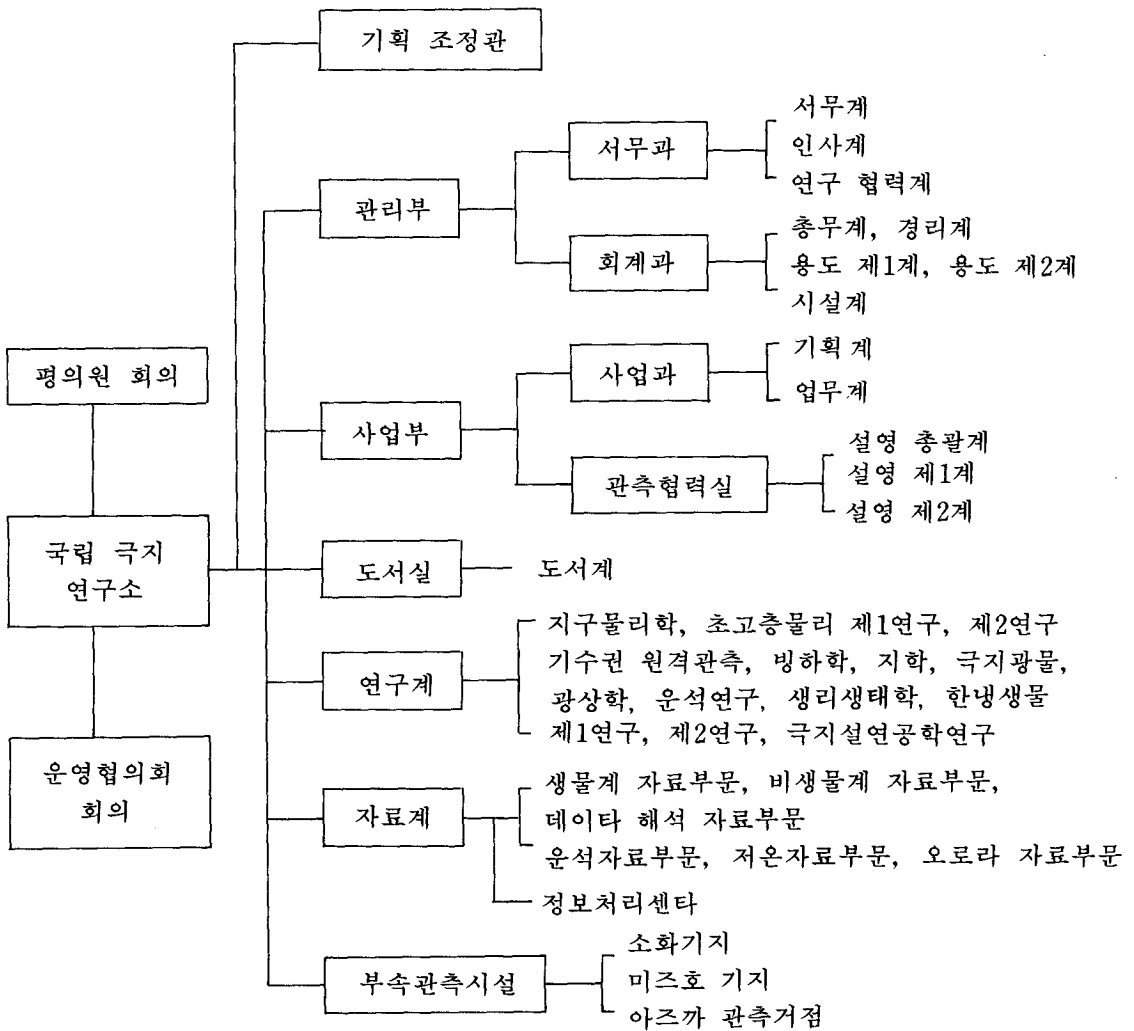 기획 조정관
관리부
서무과
서무계
인사계
연구 협력계
회계과
총무계, 경리계
용도 제1계, 용도 제2계
시설계
평의원 회의
국립 극지
연구소
운영협의회
회의
사업부
사업과
기획계
업무계
관측협력실
설영 총괄계
설영 제1계
설영 제2계
도서실
도서계
연구계
지구물리학, 초고층물리 제1연구, 제2연구
기수권 원격관측, 빙하학, 지학, 극지광물,
광상학, 운석연구, 생리생태학, 한냉생물
제1연구, 제2연구, 극지설연공학연구
자료계
생물계 자료부문, 비생물계 자료부문,
데이타 해석 자료부문
운석자료부문, 저온자료부문, 오로라 자료부문
정보처리센타
부속관측시설
소화기지
미즈호 기지
아즈까 관측거점